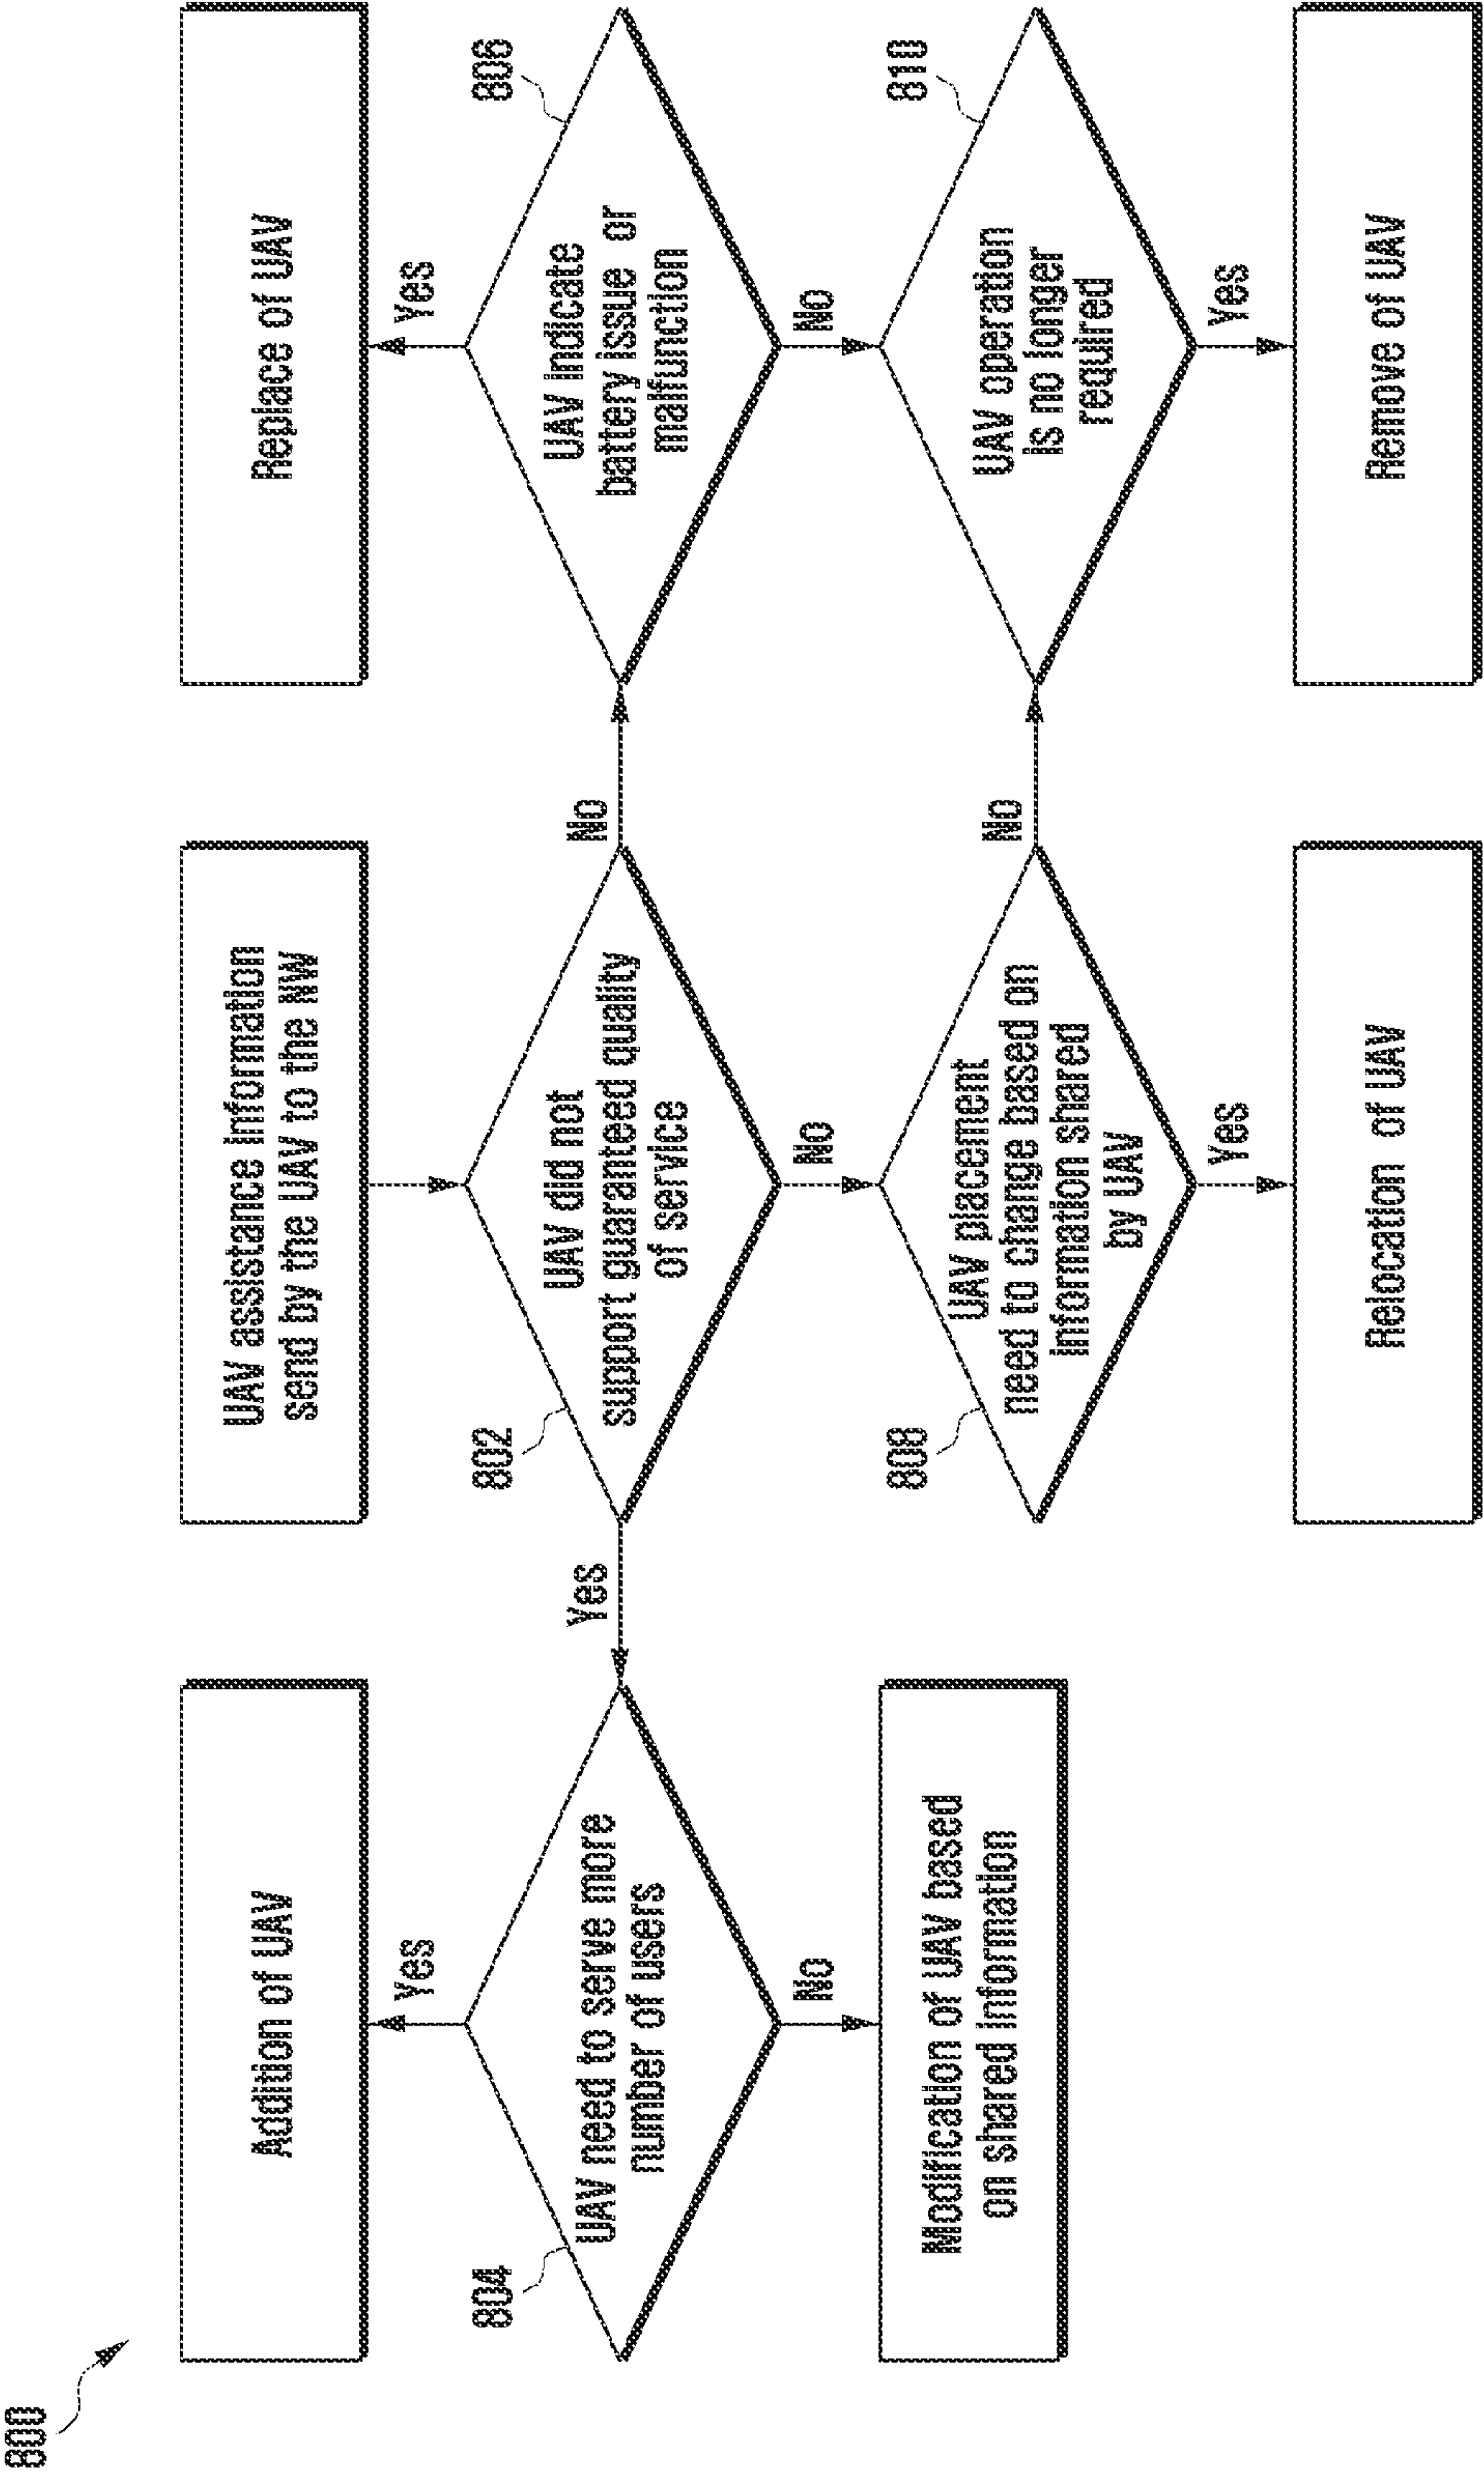 800
Addition of UAV
UAV assistance information
send by the UAV to the NW
Replace of UAV
Yes
Yes
804
UAV need to serve more
number of users
Yes
802
UAV did not
support guaranteed quality
of service
No
806
UAV indicate
battery issue or
malfunction
No
No
No
Modification of UAV based
on shared information
808
UAV placement
need to change based on
information shared
by UAV
No
810
UAV operation
is no longer
required
Yes
Yes
Relocation of UAV
Remove of UAV